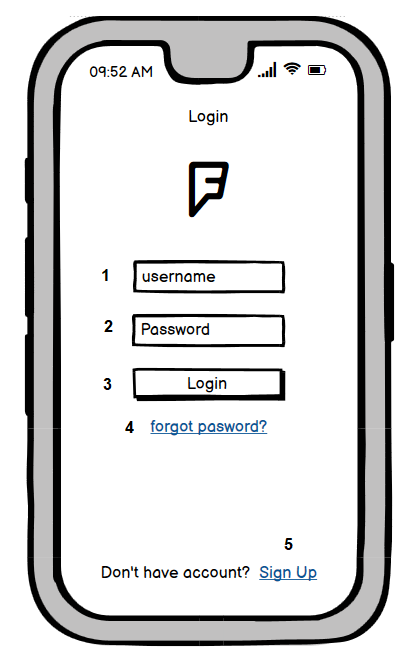 09:52 AM
Login
1 username
2 Password
3 Login
4 forgot pasword?
5
Don't have account? Sign Up